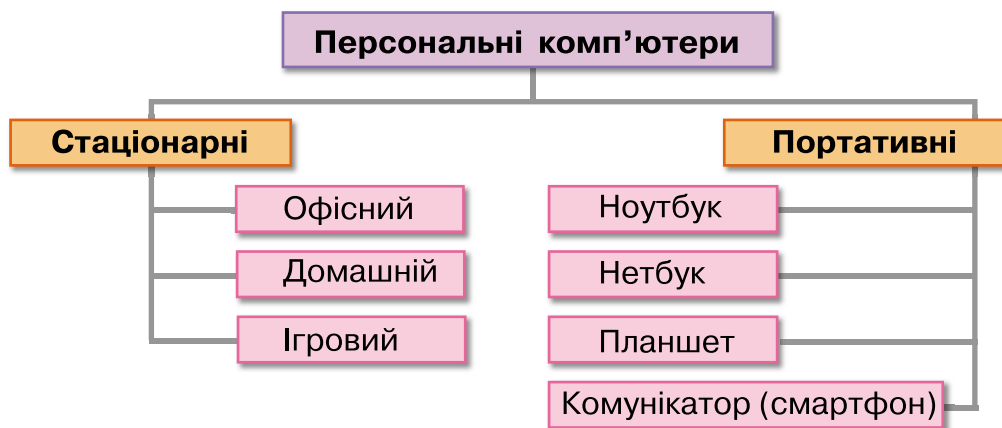 Персональні комп’ютери
Стаціонарні
Портативні
Офісний
Ноутбук
Домашній
Нетбук
Ігровий
Планшет
Комунікатор (смартфон)